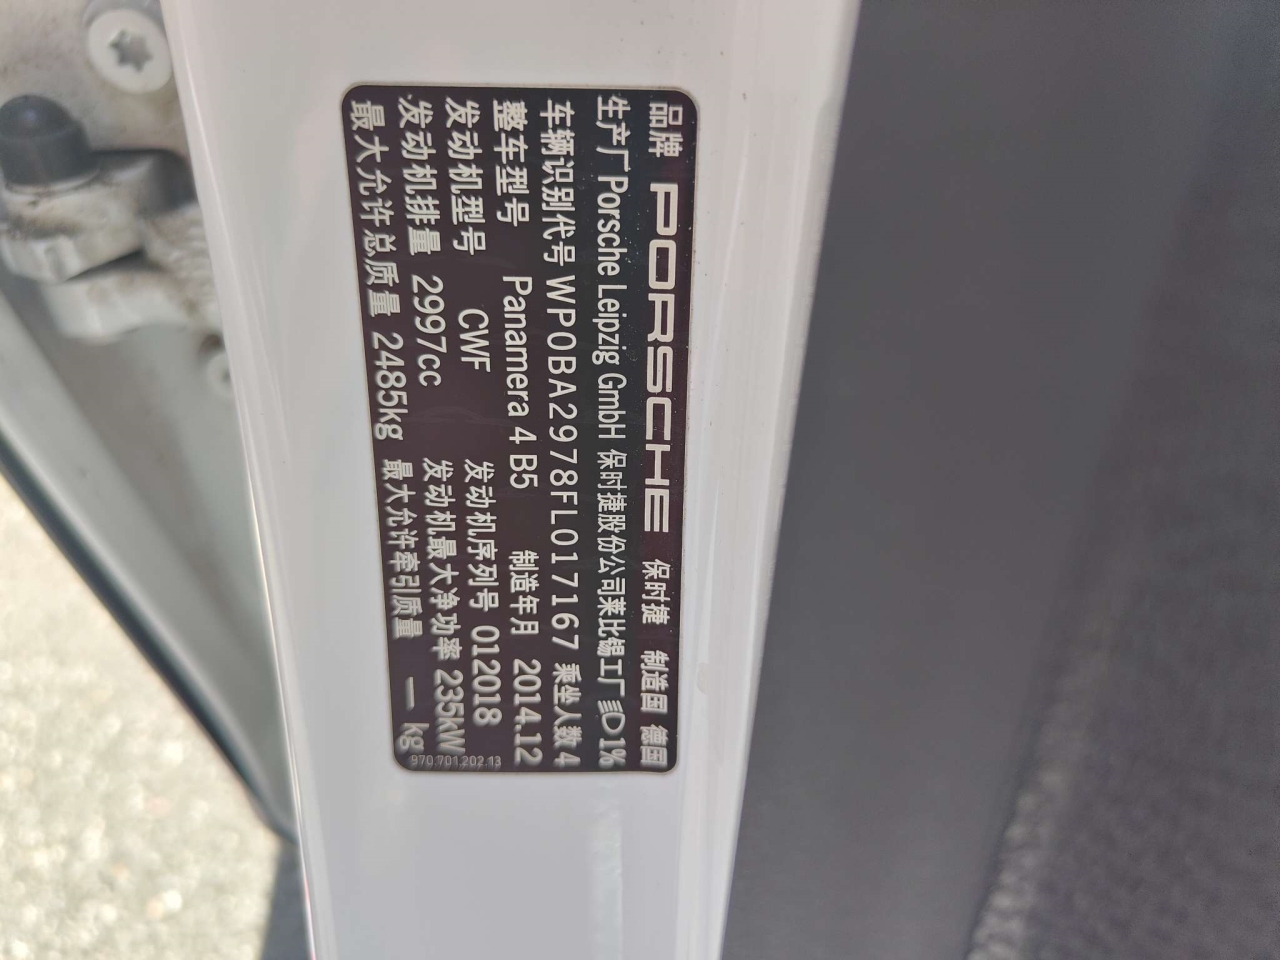 品牌 PORSCHE 保时捷 制造国 德国
生产厂 Porsche Leipzig GmbH 保时捷股份公司莱比锡工厂 1%
车辆识别代号 WP0BA2978FL017167 乘坐人数 4
整车型号 Panamera 4 B5 制造年月 2014.12
发动机型号 CWF 发动机序列号 012018
发动机排量 2997cc 发动机最大净功率 235kW
最大允许总质量 2485kg 最大允许牵引质量 — kg
970.701.202.13